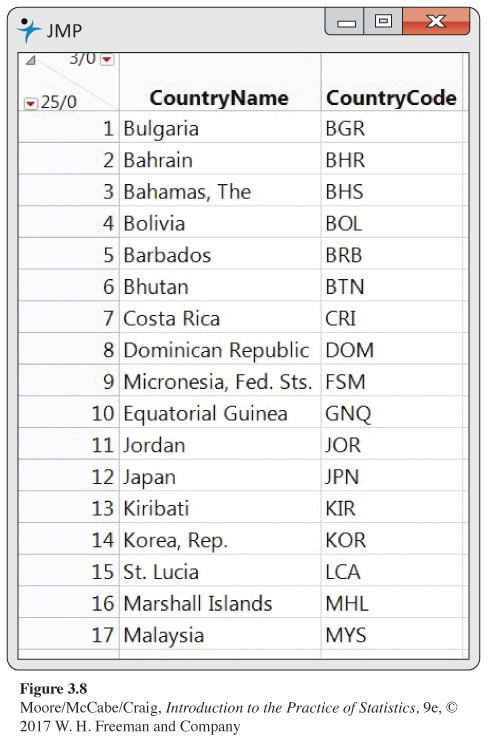 JMP
3/0
25/0
CountryName CountryCode
1 Bulgaria BGR
2 Bahrain BHR
3 Bahamas, The BHS
4 Bolivia BOL
5 Barbados BRB
6 Bhutan BTN
7 Costa Rica CRI
8 Dominican Republic DOM
9 Micronesia, Fed. Sts. FSM
10 Equatorial Guinea GNQ
11 Jordan JOR
12 Japan JPN
13 Kiribati KIR
14 Korea, Rep. KOR
15 St. Lucia LCA
16 Marshall Islands MHL
17 Malaysia MYS
Figure 3.8
Moore/McCabe/Craig, Introduction to the Practice of Statistics, 9e, ©
2017 W. H. Freeman and Company